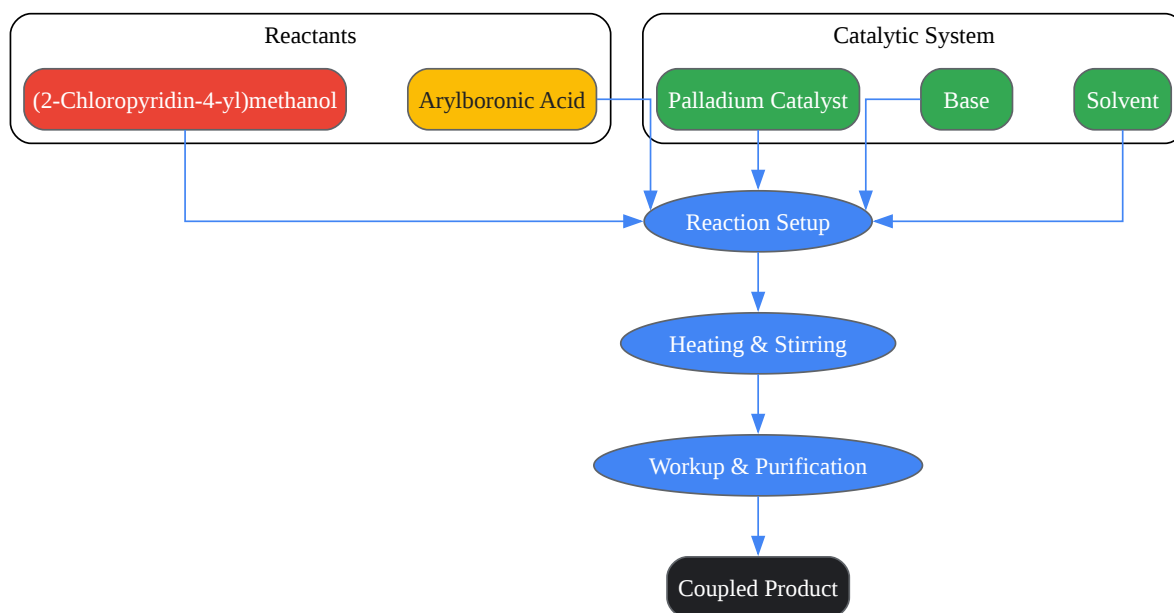 Reactants
Catalytic System
(2-Chloropyridin-4-yl)methanol
Arylboronic Acid
Palladium Catalyst
Base
Solvent
Reaction Setup
Heating & Stirring
Workup & Purification
Coupled Product